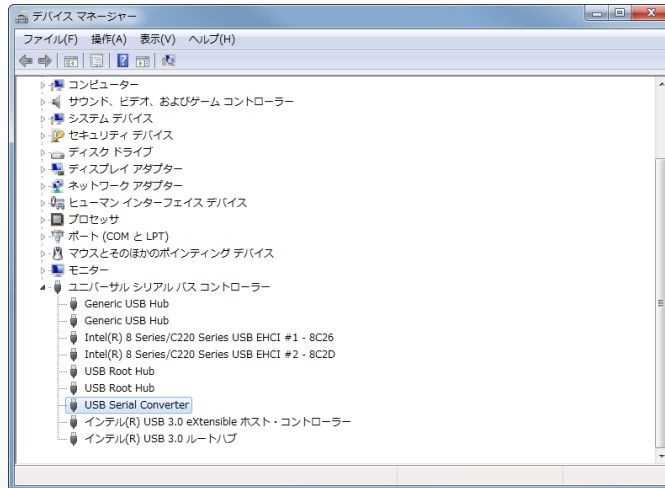 デバイス マネージャー
ファイル(F) 操作(A) 表示(V) ヘルプ(H)
コンピューター
サウンド、ビデオ、およびゲーム コントローラー
システム デバイス
セキュリティ デバイス
ディスク ドライブ
ディスプレイ アダプター
ネットワーク アダプター
ヒューマン インターフェイス デバイス
プロセッサ
ポート (COM と LPT)
マウスとそのほかのポインティング デバイス
モニター
ユニバーサル シリアル バス コントローラー
Generic USB Hub
Generic USB Hub
Intel(R) 8 Series/C220 Series USB EHCI #1 - 8C26
Intel(R) 8 Series/C220 Series USB EHCI #2 - 8C2D
USB Root Hub
USB Root Hub
USB Serial Converter
インテル(R) USB 3.0 eXtensible ホスト・コントローラー
インテル(R) USB 3.0 ルートハブ